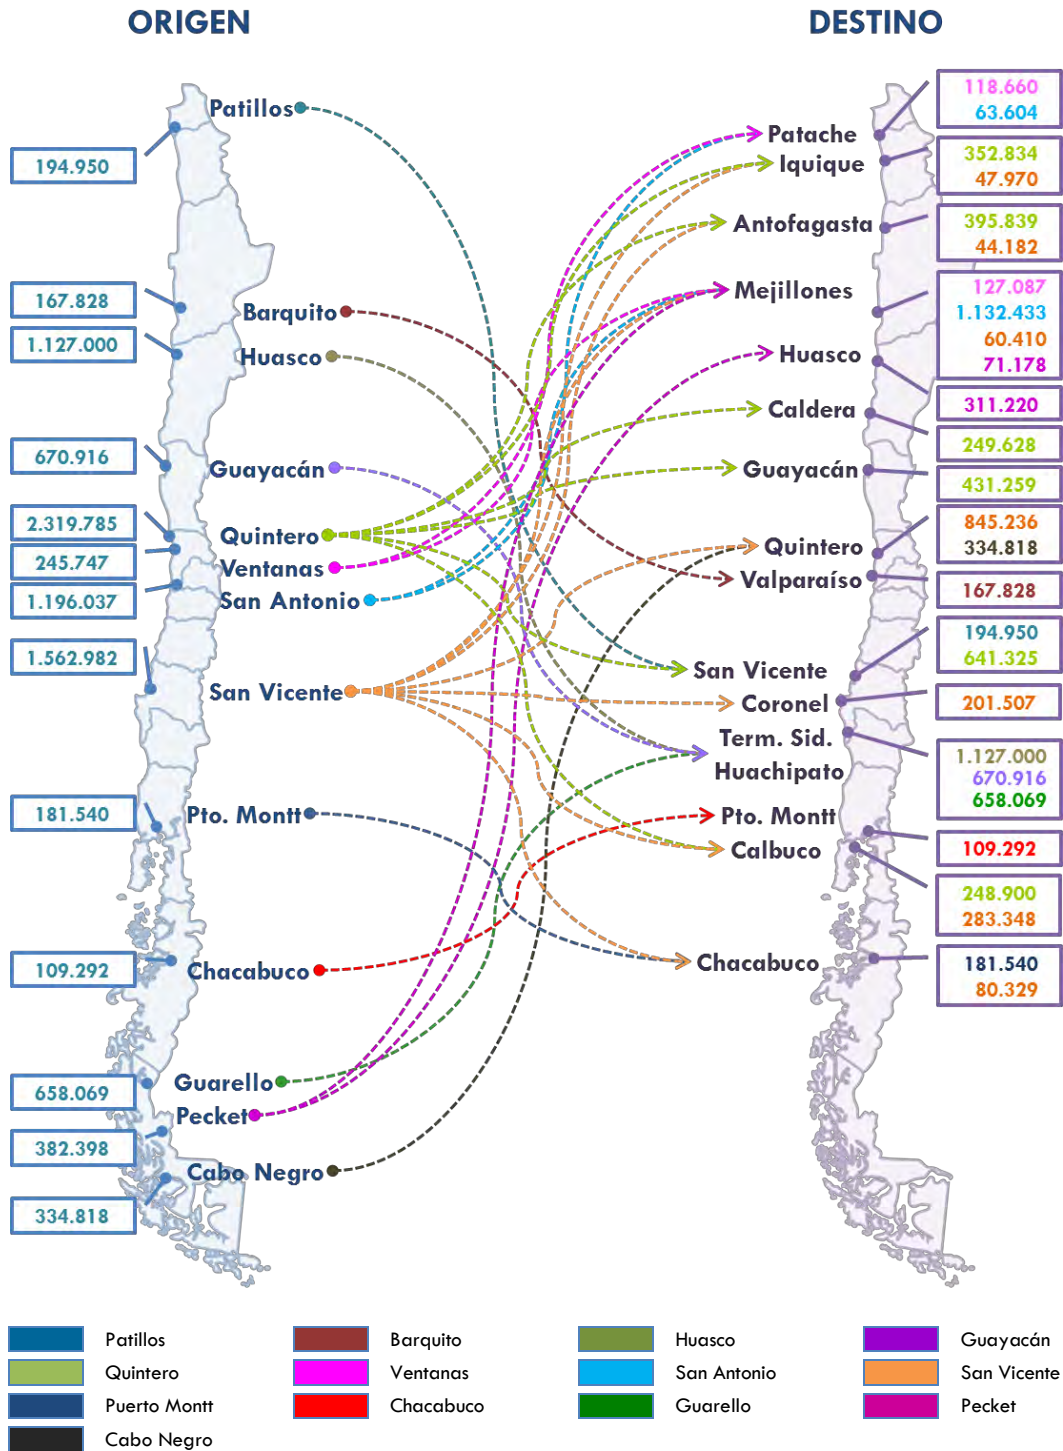 ORIGEN
DESTINO
Patillos
Barquito
Huasco
Guayacán
Quintero
Ventanas
San Antonio
San Vicente
Pto. Montt
Chacabuco
Guarello
Pecket
Cabo Negro
194.950
167.828
1.127.000
670.916
2.319.785
245.747
1.196.037
1.562.982
181.540
109.292
658.069
382.398
334.818
Patache
Iquique
Antofagasta
Mejillones
Huasco
Caldera
Guayacán
Quintero
Valparaíso
San Vicente
Coronel
Term. Sid.
Huachipato
Pto. Montt
Calbuco
Chacabuco
118.660
63.604
352.834
47.970
395.839
44.182
127.087
1.132.433
60.410
71.178
311.220
249.628
431.259
845.236
334.818
167.828
194.950
641.325
201.507
1.127.000
670.916
658.069
109.292
248.900
283.348
181.540
80.329
Patillos
Barquito
Huasco
Guayacán
Quintero
Ventanas
San Antonio
San Vicente
Puerto Montt
Chacabuco
Guarello
Pecket
Cabo Negro